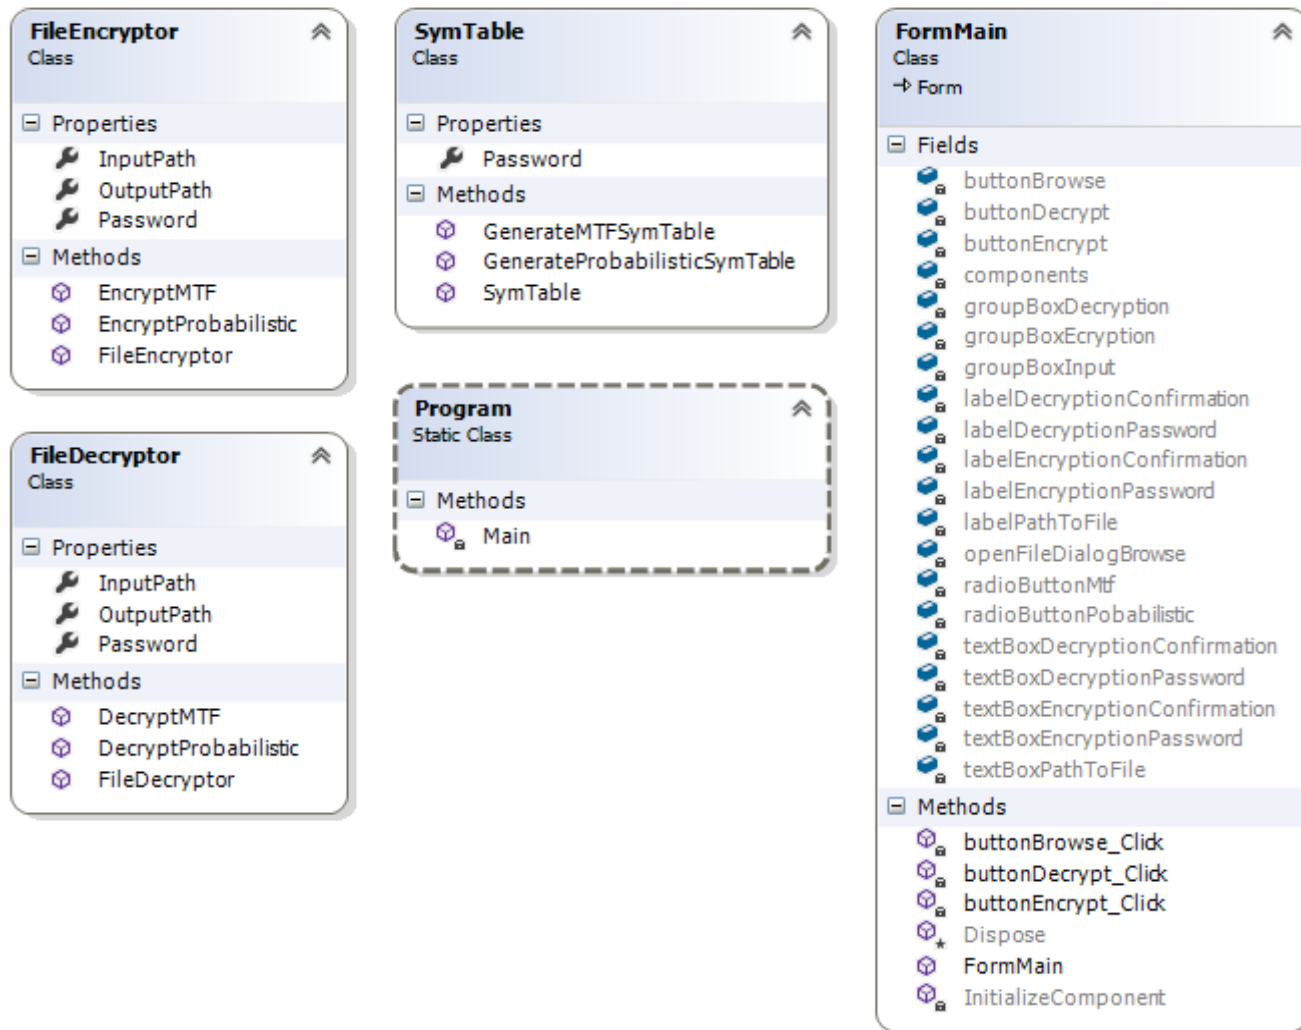 FileEncryptor
Class
Properties
InputPath
OutputPath
Password
Methods
EncryptMTF
EncryptProbabilistic
FileEncryptor
FileDecryptor
Class
Properties
InputPath
OutputPath
Password
Methods
DecryptMTF
DecryptProbabilistic
FileDecryptor
SymTable
Class
Properties
Password
Methods
GenerateMTFSymTable
GenerateProbabilisticSymTable
SymTable
Program
Static Class
Methods
Main
FormMain
Class
Form
Fields
buttonBrowse
buttonDecrypt
buttonEncrypt
components
groupBoxDecryption
groupBoxEcryption
groupBoxInput
labelDecryptionConfirmation
labelDecryptionPassword
labelEncryptionConfirmation
labelEncryptionPassword
labelPathToFile
openFileDialogBrowse
radioButtonMtf
radioButtonPobabilistic
textBoxDecryptionConfirmation
textBoxDecryptionPassword
textBoxEncryptionConfirmation
textBoxEncryptionPassword
textBoxPathToFile
Methods
buttonBrowse_Click
buttonDecrypt_Click
buttonEncrypt_Click
Dispose
FormMain
InitializeComponent